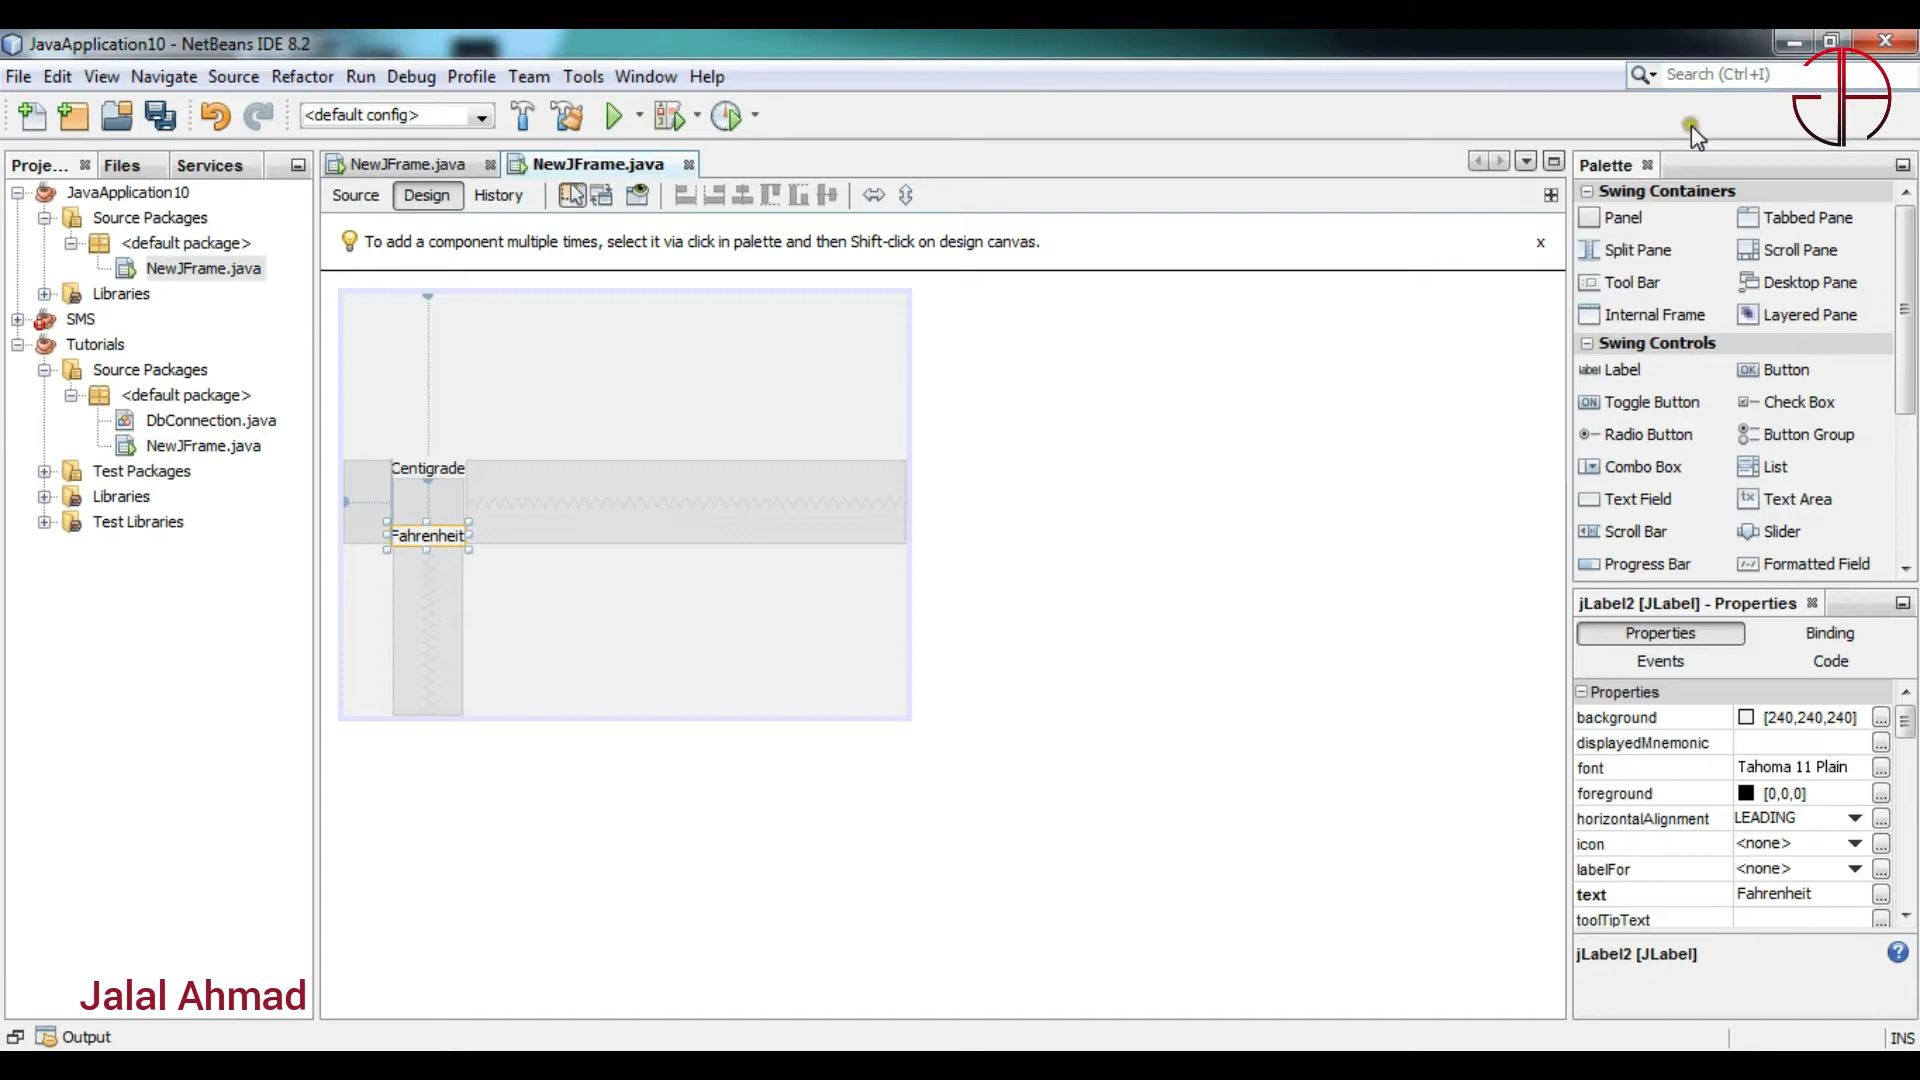 JavaApplication10 - NetBeans IDE 8.2
File Edit View Navigate Source Refactor Run Debug Profile Team Tools Window Help
Search (Ctrl+I)
<default config>
Proje...
Files
Services
JavaApplication10
Source Packages
<default package>
NewJFrame.java
Libraries
SMS
Tutorials
Source Packages
<default package>
DbConnection.java
NewJFrame.java
Test Packages
Libraries
Test Libraries
Jalal Ahmad
NewJFrame.java
NewJFrame.java
Source Design History
To add a component multiple times, select it via click in palette and then Shift-click on design canvas.
x
Centigrade
Fahrenheit
Palette
Swing Containers
Panel Tabbed Pane
Split Pane Scroll Pane
Tool Bar Desktop Pane
Internal Frame Layered Pane
Swing Controls
label Label OK Button
ON Toggle Button Check Box
Radio Button Button Group
Combo Box List
Text Field tx Text Area
Scroll Bar Slider
Progress Bar Formatted Field
jLabel2 [JLabel] - Properties
Properties Binding
Events Code
Properties
background [240,240,240] ...
displayedMnemonic ...
font Tahoma 11 Plain ...
foreground [0,0,0] ...
horizontalAlignment LEADING ...
icon <none> ...
labelFor <none> ...
text Fahrenheit ...
toolTipText ...
jLabel2 [JLabel]
?
Output
INS